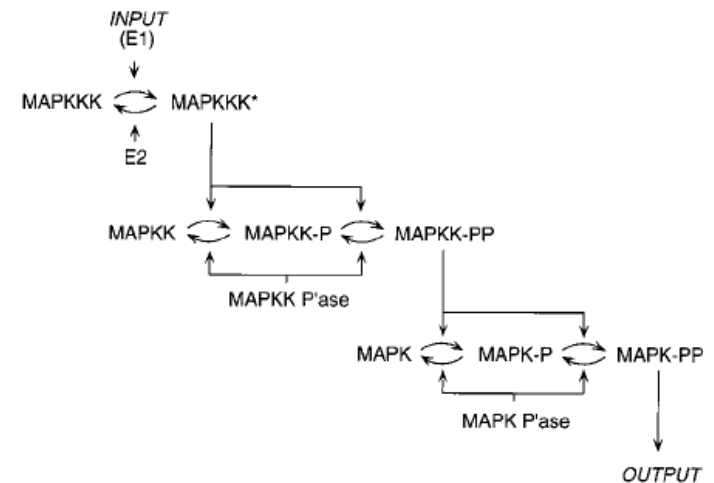 INPUT
(E1)
MAPKKK MAPKKK*
E2
MAPKK MAPKK-P MAPKK-PP
MAPKK P'ase
MAPK MAPK-P MAPK-PP
MAPK P'ase
OUTPUT